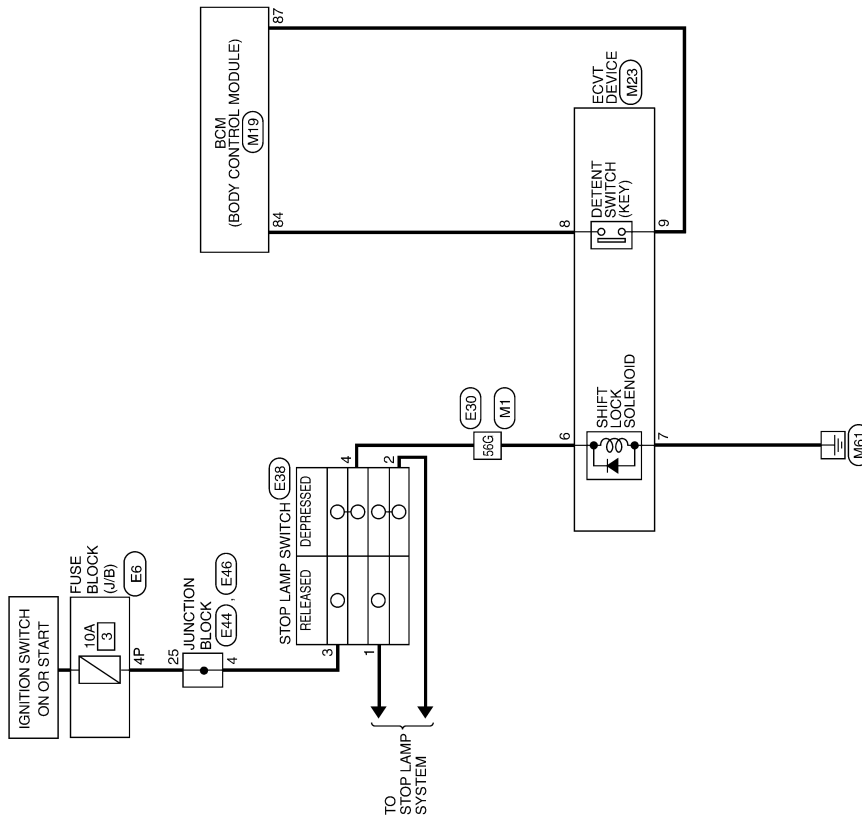 IGNITION SWITCH
ON OR START
FUSE
BLOCK
(J/B)
E6
10A
3
4P
25
JUNCTION
BLOCK
E44 , E46
4
STOP LAMP SWITCH
E38
RELEASED
DEPRESSED
3
4
1
2
TO
STOP LAMP
SYSTEM
E30
56G
M1
6
SHIFT
LOCK
SOLENOID
7
M61
BCM
(BODY CONTROL MODULE)
M19
84
87
ECVT
DEVICE
M23
8
DETENT
SWITCH
(KEY)
9